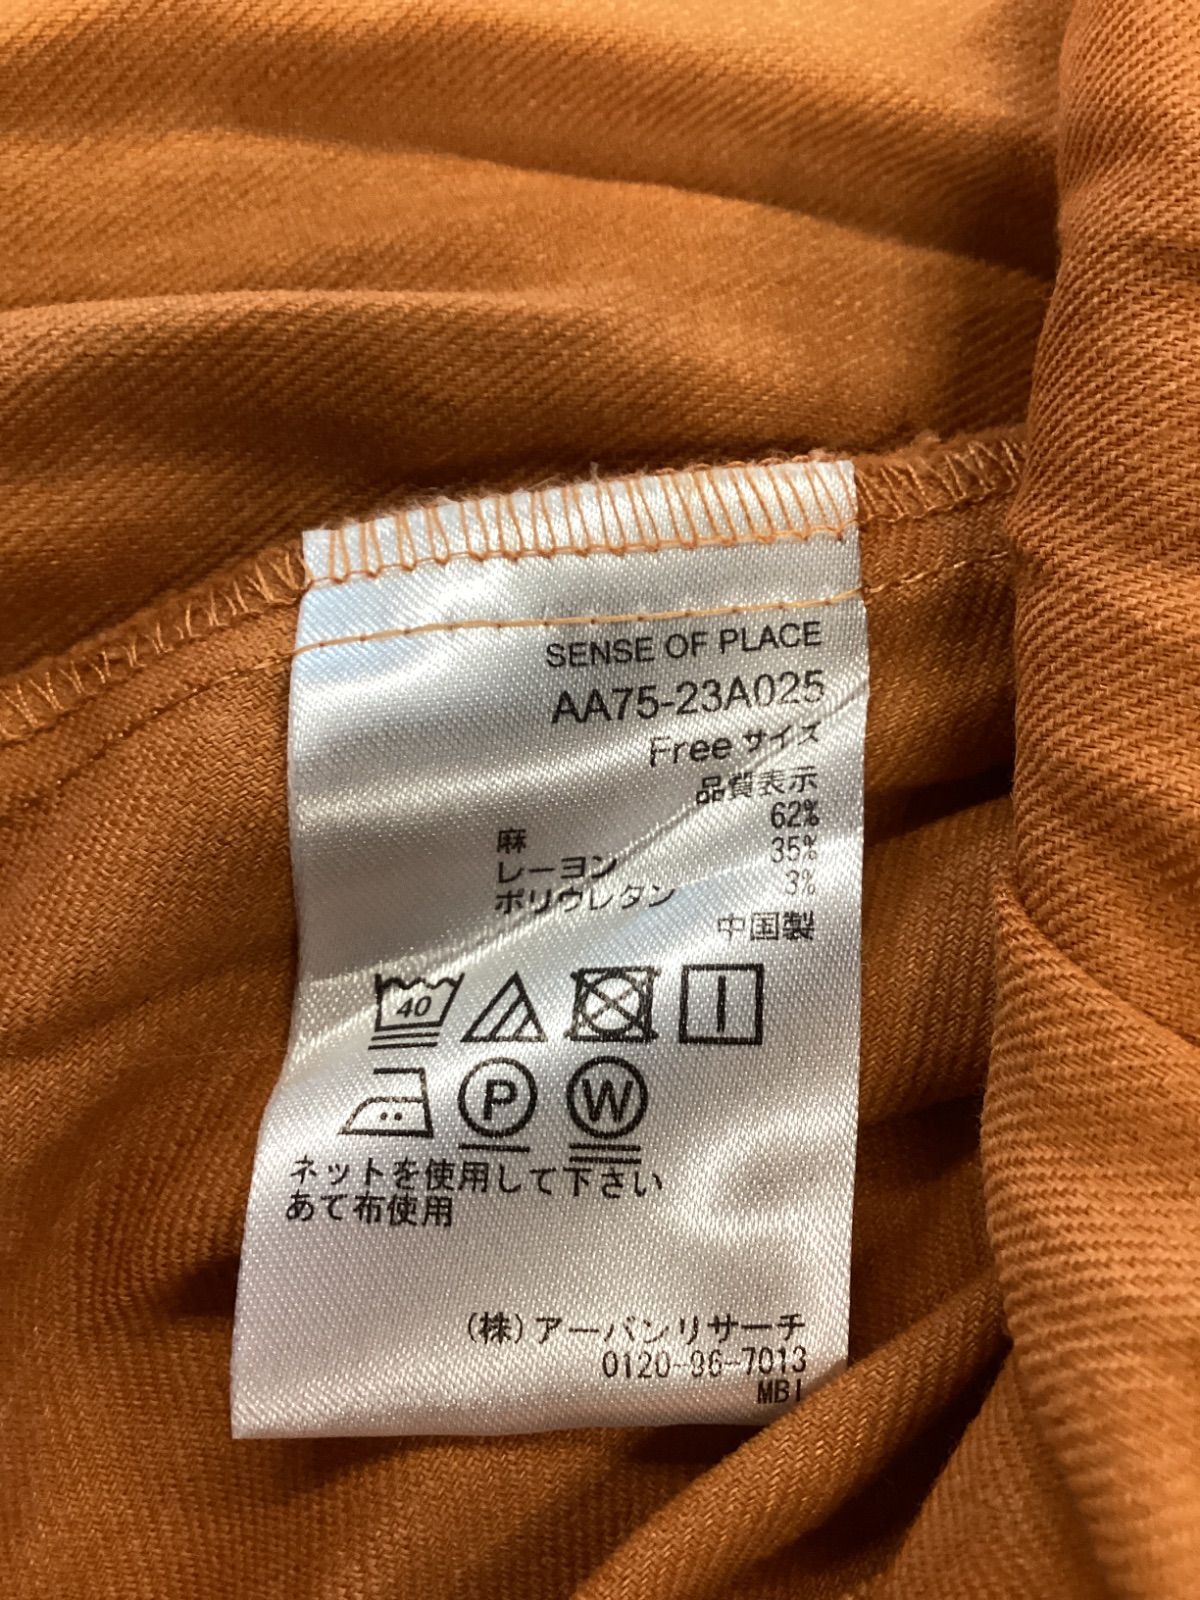 SENSE OF PLACE
AA75-23A025
Free サイズ
品質表示
麻 62%
レーヨン 35%
ポリウレタン 3%
中国製
40
P W
ネットを使用して下さい
あて布使用
(株)アーバンリサーチ
0120-96-7013
MBI